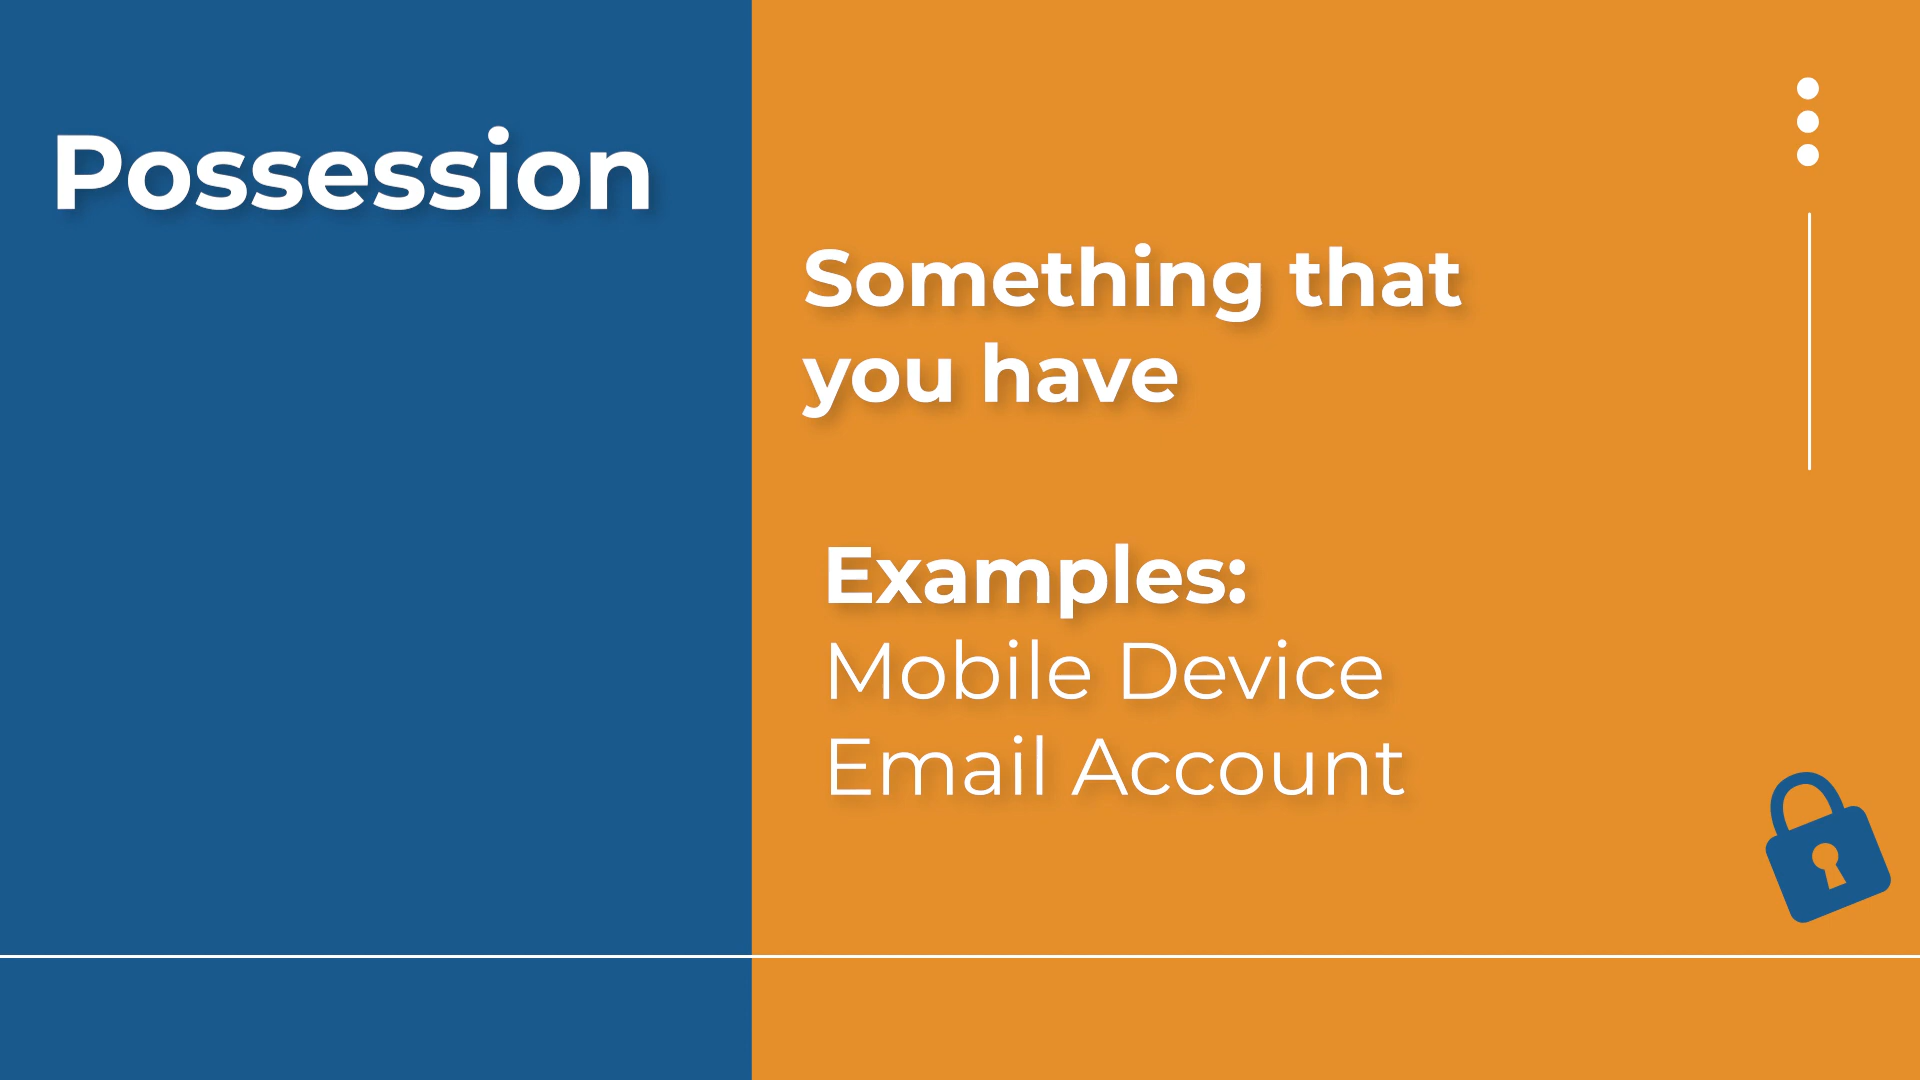 Possession
Something that
you have
Examples:
Mobile Device
Email Account